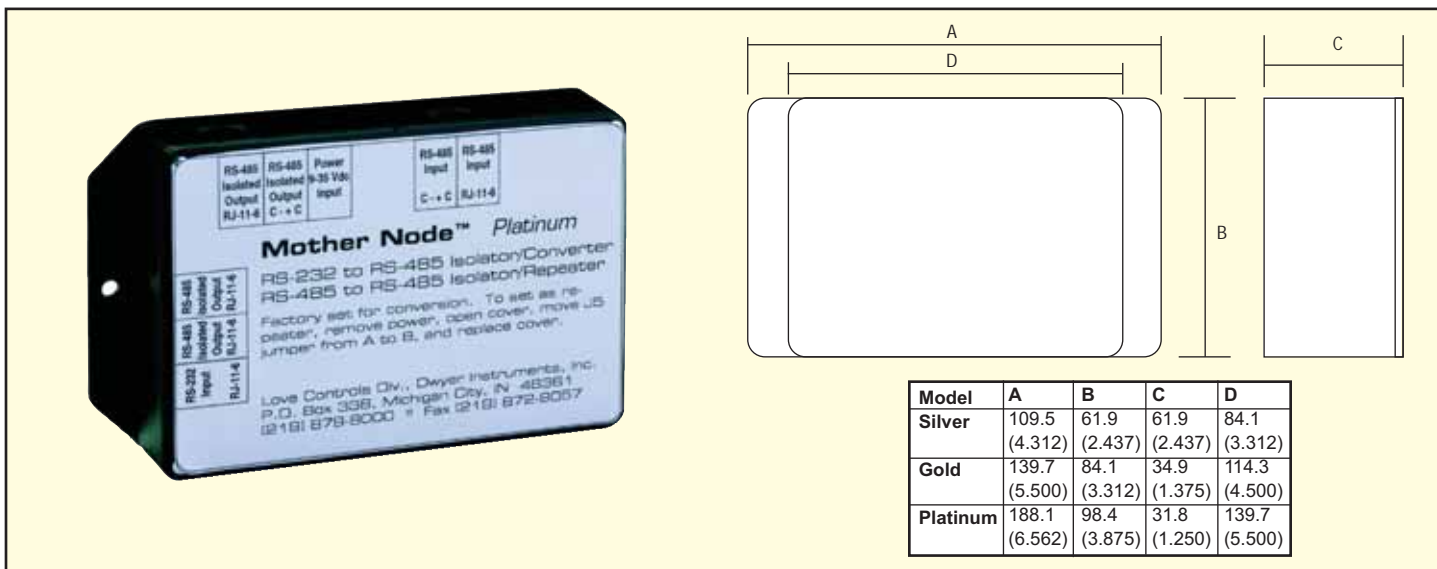 RS-485 Isolated Output RJ-11-6
RS-485 Isolated Output C - + C
Power 9-35 Vdc Input
RS-485 Input C - + C
RS-485 Input RJ-11-6
Mother Node™ Platinum
RS-232 to RS-485 Isolator/Converter
RS-485 to RS-485 Isolator/Repeater
Factory set for conversion. To set as re-
peater, remove power, open cover, move J5
jumper from A to B, and replace cover.
RS-485 Isolated Output RJ-11-6
RS-485 Isolated Output RJ-11-6
RS-232 Input RJ-11-6
Love Controls Div., Dwyer Instruments, Inc.
P.O. Box 338, Michigan City, IN 46361
(219) 879-8000 = Fax (219) 872-9057
A
D
C
B
Model A B C D
Silver 109.5 61.9 61.9 84.1
(4.312) (2.437) (2.437) (3.312)
Gold 139.7 84.1 34.9 114.3
(5.500) (3.312) (1.375) (4.500)
Platinum 188.1 98.4 31.8 139.7
(6.562) (3.875) (1.250) (5.500)